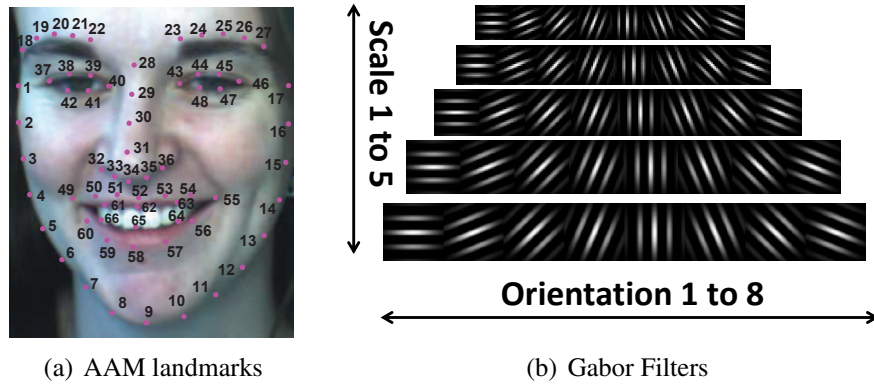 19 20 21 22 23 24 25 26
18 27
28
37 38 39 40 43 44 45 46
1 42 41 29 48 47 17
2 30 16
3 31 15
32 33 34 35 36
4 49 50 51 52 53 54 55 14
61 62 63
66 65 64
5 60 56 13
59 58 57
6 12
7 11
8 9 10
(a) AAM landmarks
Scale 1 to 5
Orientation 1 to 8
(b) Gabor Filters